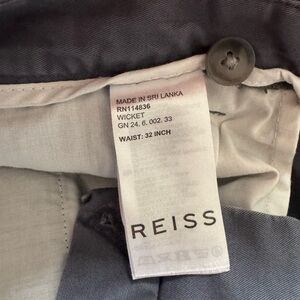 MADE IN SRI LANKA
RN114836
WICKET
GN 24. 6. 002. 33
WAIST: 32 INCH
REISS